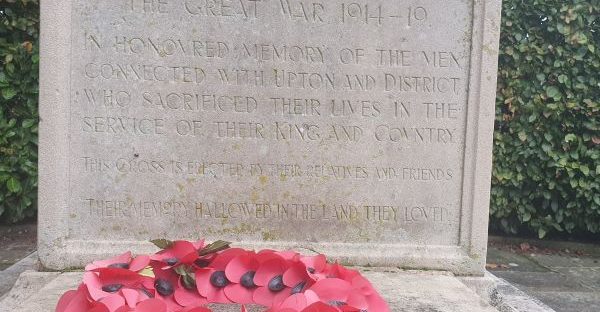 THE GREAT WAR 1914-19.
IN HONOURED MEMORY OF THE MEN
CONNECTED WITH UPTON AND DISTRICT,
WHO SACRIFICED THEIR LIVES IN THE
SERVICE OF THEIR KING AND COUNTRY.
THIS CROSS IS ERECTED BY THEIR RELATIVES AND FRIENDS
THEIR MEMORY HALLOWED IN THE LAND THEY LOVED.